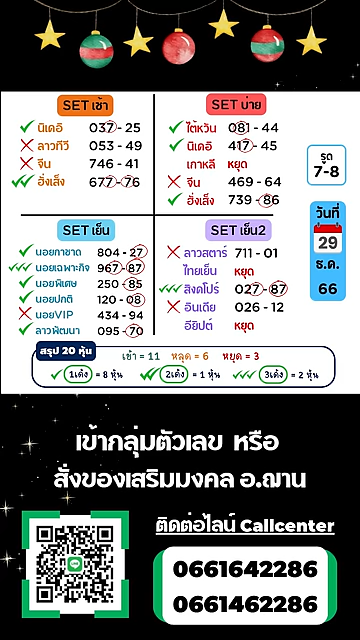 SET เช้า
นิเคอิ 037 - 25
ลาวทีวี 053 - 49
จีน 746 - 41
ฮั่งเส็ง 677 - 76
SET บ่าย
ไต้หวัน 081 - 44
นิเคอิ 417 - 45
เกาหลี หยุด
จีน 469 - 64
ฮั่งเส็ง 739 - 86
รูด
7-8
วันที่
29
ธ.ค.
66
SET เย็น
นอยกาชาด 804 - 27
นอยเฉพาะกิจ 967 - 87
นอยพิเศษ 250 - 85
นอยปกติ 120 - 08
นอยVIP 434 - 94
ลาวพัฒนา 095 - 70
SET เย็น2
ลาวสตาร์ 711 - 01
ไทยเย็น หยุด
สิงคโปร์ 027 - 87
อินเดีย 026 - 12
อียิปต์ หยุด
สรุป 20 หุ้น
เข้า = 11 หลุด = 6 หยุด = 3
1เด้ง = 8 หุ้น 2เด้ง = 1 หุ้น 3เด้ง = 2 หุ้น
เข้ากลุ่มตัวเลข หรือ
สั่งของเสริมมงคล อ.ฌาน
ติดต่อไลน์ Callcenter
0661642286
0661462286